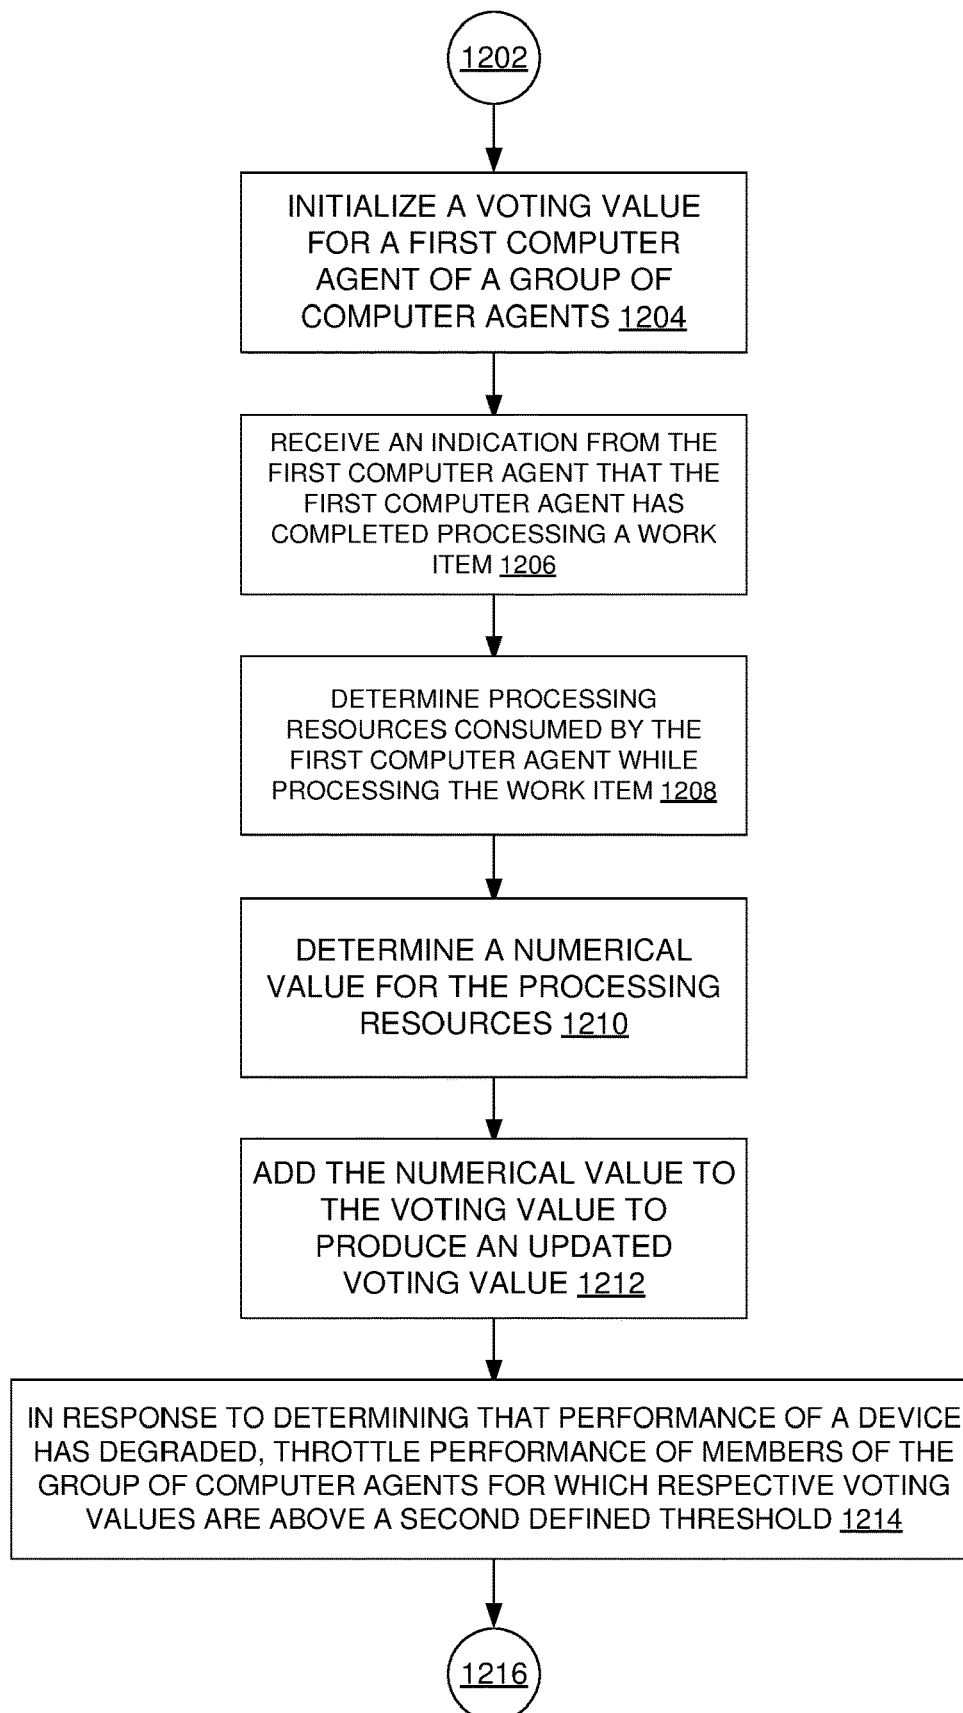 1202
INITIALIZE A VOTING VALUE
FOR A FIRST COMPUTER
AGENT OF A GROUP OF
COMPUTER AGENTS 1204
RECEIVE AN INDICATION FROM THE
FIRST COMPUTER AGENT THAT THE
FIRST COMPUTER AGENT HAS
COMPLETED PROCESSING A WORK
ITEM 1206
DETERMINE PROCESSING
RESOURCES CONSUMED BY THE
FIRST COMPUTER AGENT WHILE
PROCESSING THE WORK ITEM 1208
DETERMINE A NUMERICAL
VALUE FOR THE PROCESSING
RESOURCES 1210
ADD THE NUMERICAL VALUE TO
THE VOTING VALUE TO
PRODUCE AN UPDATED
VOTING VALUE 1212
IN RESPONSE TO DETERMINING THAT PERFORMANCE OF A DEVICE
HAS DEGRADED, THROTTLE PERFORMANCE OF MEMBERS OF THE
GROUP OF COMPUTER AGENTS FOR WHICH RESPECTIVE VOTING
VALUES ARE ABOVE A SECOND DEFINED THRESHOLD 1214
1216